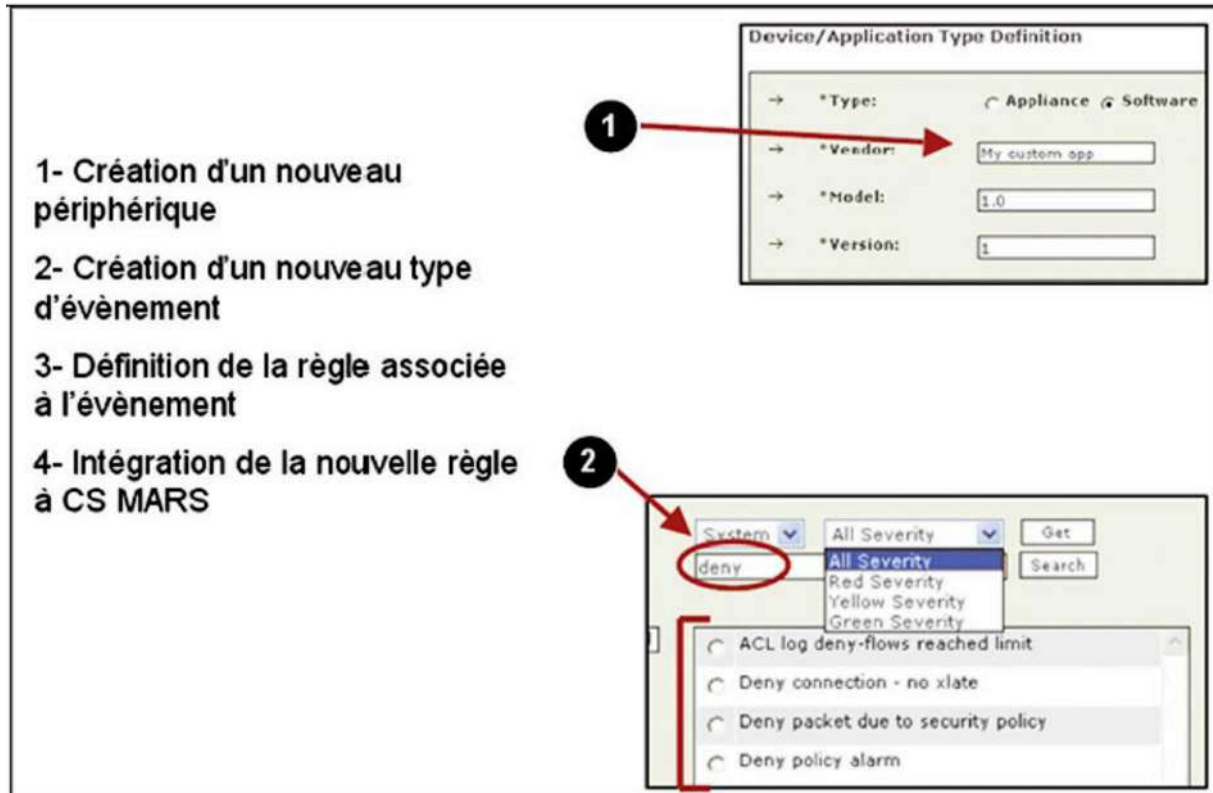 1- Création d'un nouveau
périphérique
2- Création d'un nouveau type
d'évènement
3- Définition de la règle associée
à l'évènement
4- Intégration de la nouvelle règle
à CS MARS
Device/Application Type Definition
1
→ *Type: Appliance Software
→ *Vendor: My custom app
→ *Model: 1.0
→ *Version: 1
2
System All Severity Get
deny Search
All Severity
Red Severity
Yellow Severity
Green Severity
ACL log deny-flows reached limit
Deny connection - no xlate
Deny packet due to security policy
Deny policy alarm